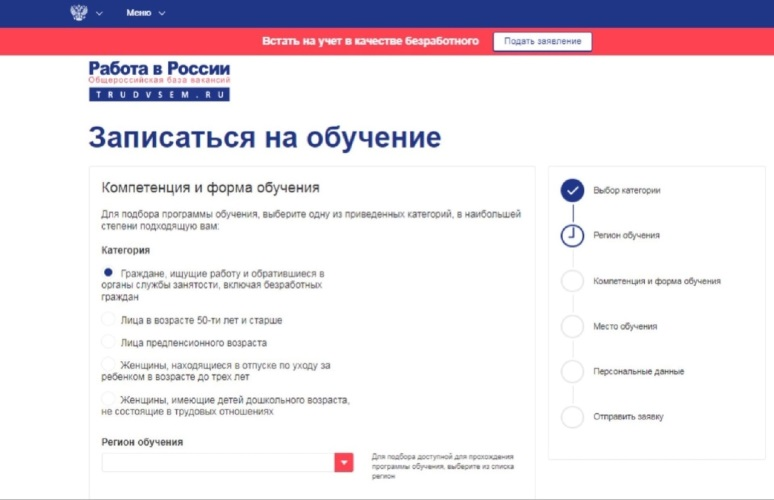 Меню
Встать на учет в качестве безработного
Подать заявление
Работа в России
Общероссийская база вакансий
TRUDVSEM.RU
Записаться на обучение
Компетенция и форма обучения
Для подбора программы обучения, выберите одну из приведенных категорий, в наибольшей
степени подходящую вам:
Категория
Граждане, ищущие работу и обратившиеся в
органы службы занятости, включая безработных
граждан
Лица в возрасте 50-ти лет и старше
Лица предпенсионного возраста
Женщины, находящиеся в отпуске по уходу за
ребенком в возрасте до трех лет
Женщины, имеющие детей дошкольного возраста,
не состоящие в трудовых отношениях
Регион обучения
Для подбора доступной для прохождения
программы обучения, выберите из списка
регион
Выбор категории
Регион обучения
Компетенция и форма обучения
Место обучения
Персональные данные
Отправить заявку